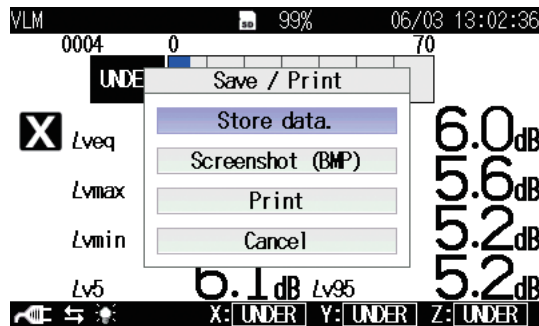 VLM SD 99% 06/03 13:02:36
0004 0 70
UNDE
Save / Print
Store data.
X Lveq 6.0dB
Screenshot (BMP)
Lvmax 5.6dB
Print
Lvmin 5.2dB
Cancel
Lv5 6.1dB Lv95 5.2dB
X: UNDER Y: UNDER Z: UNDER